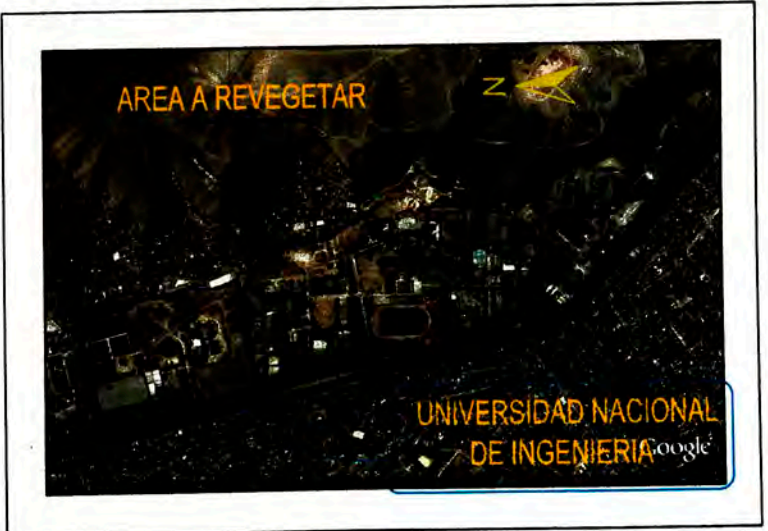 AREA A REVEGETAR
N
UNIVERSIDAD NACIONAL
DE INGENIERIA Google